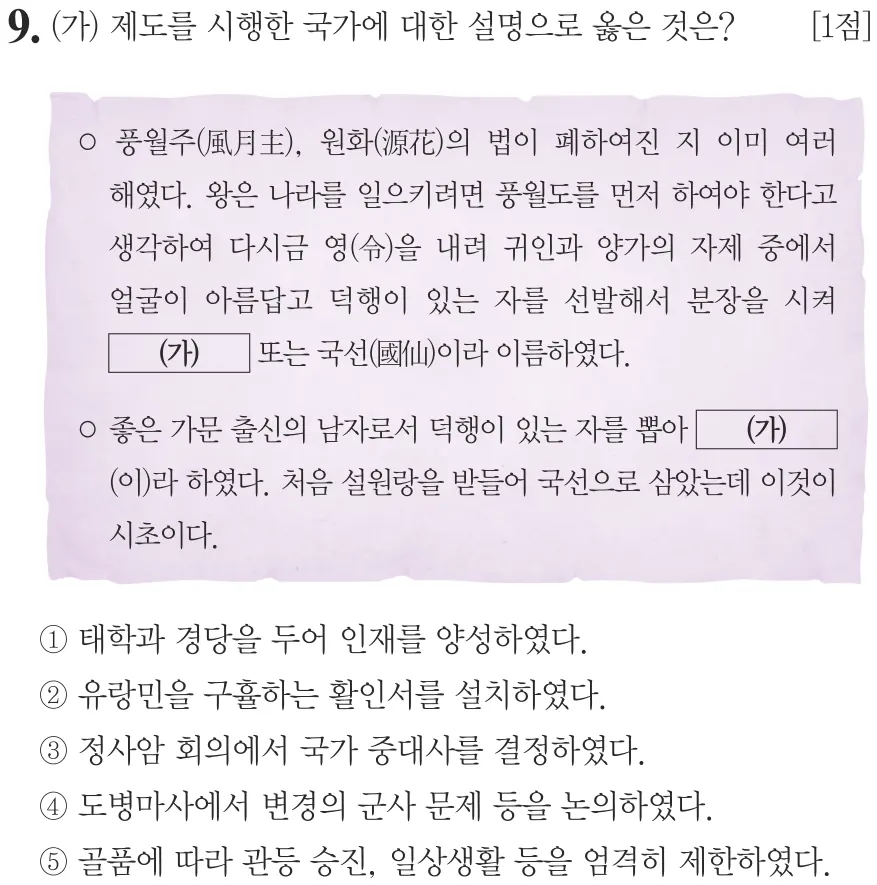 9. (가) 제도를 시행한 국가에 대한 설명으로 옳은 것은? [1점]
○ 풍월주(風月主), 원화(源花)의 법이 폐하여진 지 이미 여러
해였다. 왕은 나라를 일으키려면 풍월도를 먼저 하여야 한다고
생각하여 다시금 영(令)을 내려 귀인과 양가의 자제 중에서
얼굴이 아름답고 덕행이 있는 자를 선발해서 분장을 시켜
(가) 또는 국선(國仙)이라 이름하였다.
○ 좋은 가문 출신의 남자로서 덕행이 있는 자를 뽑아 (가)
(이)라 하였다. 처음 설원랑을 받들어 국선으로 삼았는데 이것이
시초이다.
① 태학과 경당을 두어 인재를 양성하였다.
② 유랑민을 구휼하는 활인서를 설치하였다.
③ 정사암 회의에서 국가 중대사를 결정하였다.
④ 도병마사에서 변경의 군사 문제 등을 논의하였다.
⑤ 골품에 따라 관등 승진, 일상생활 등을 엄격히 제한하였다.